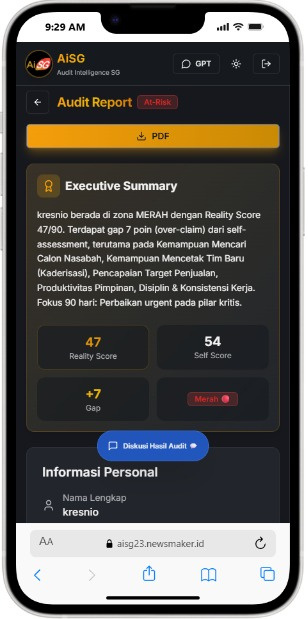 9:29 AM
AiSG
AiSG
Audit Intelligence SG
GPT
Audit Report
At-Risk
PDF
Executive Summary
kresnio berada di zona MERAH dengan Reality Score
47/90. Terdapat gap 7 poin (over-claim) dari self-
assessment, terutama pada Kemampuan Mencari
Calon Nasabah, Kemampuan Mencetak Tim Baru
(Kaderisasi), Pencapaian Target Penjualan,
Produktivitas Pimpinan, Disiplin & Konsistensi Kerja.
Fokus 90 hari: Perbaikan urgent pada pilar kritis.
47
Reality Score
54
Self Score
+7
Gap
Merah
Diskusi Hasil Audit
Informasi Personal
Nama Lengkap
kresnio
AA
aisg23.newsmaker.id